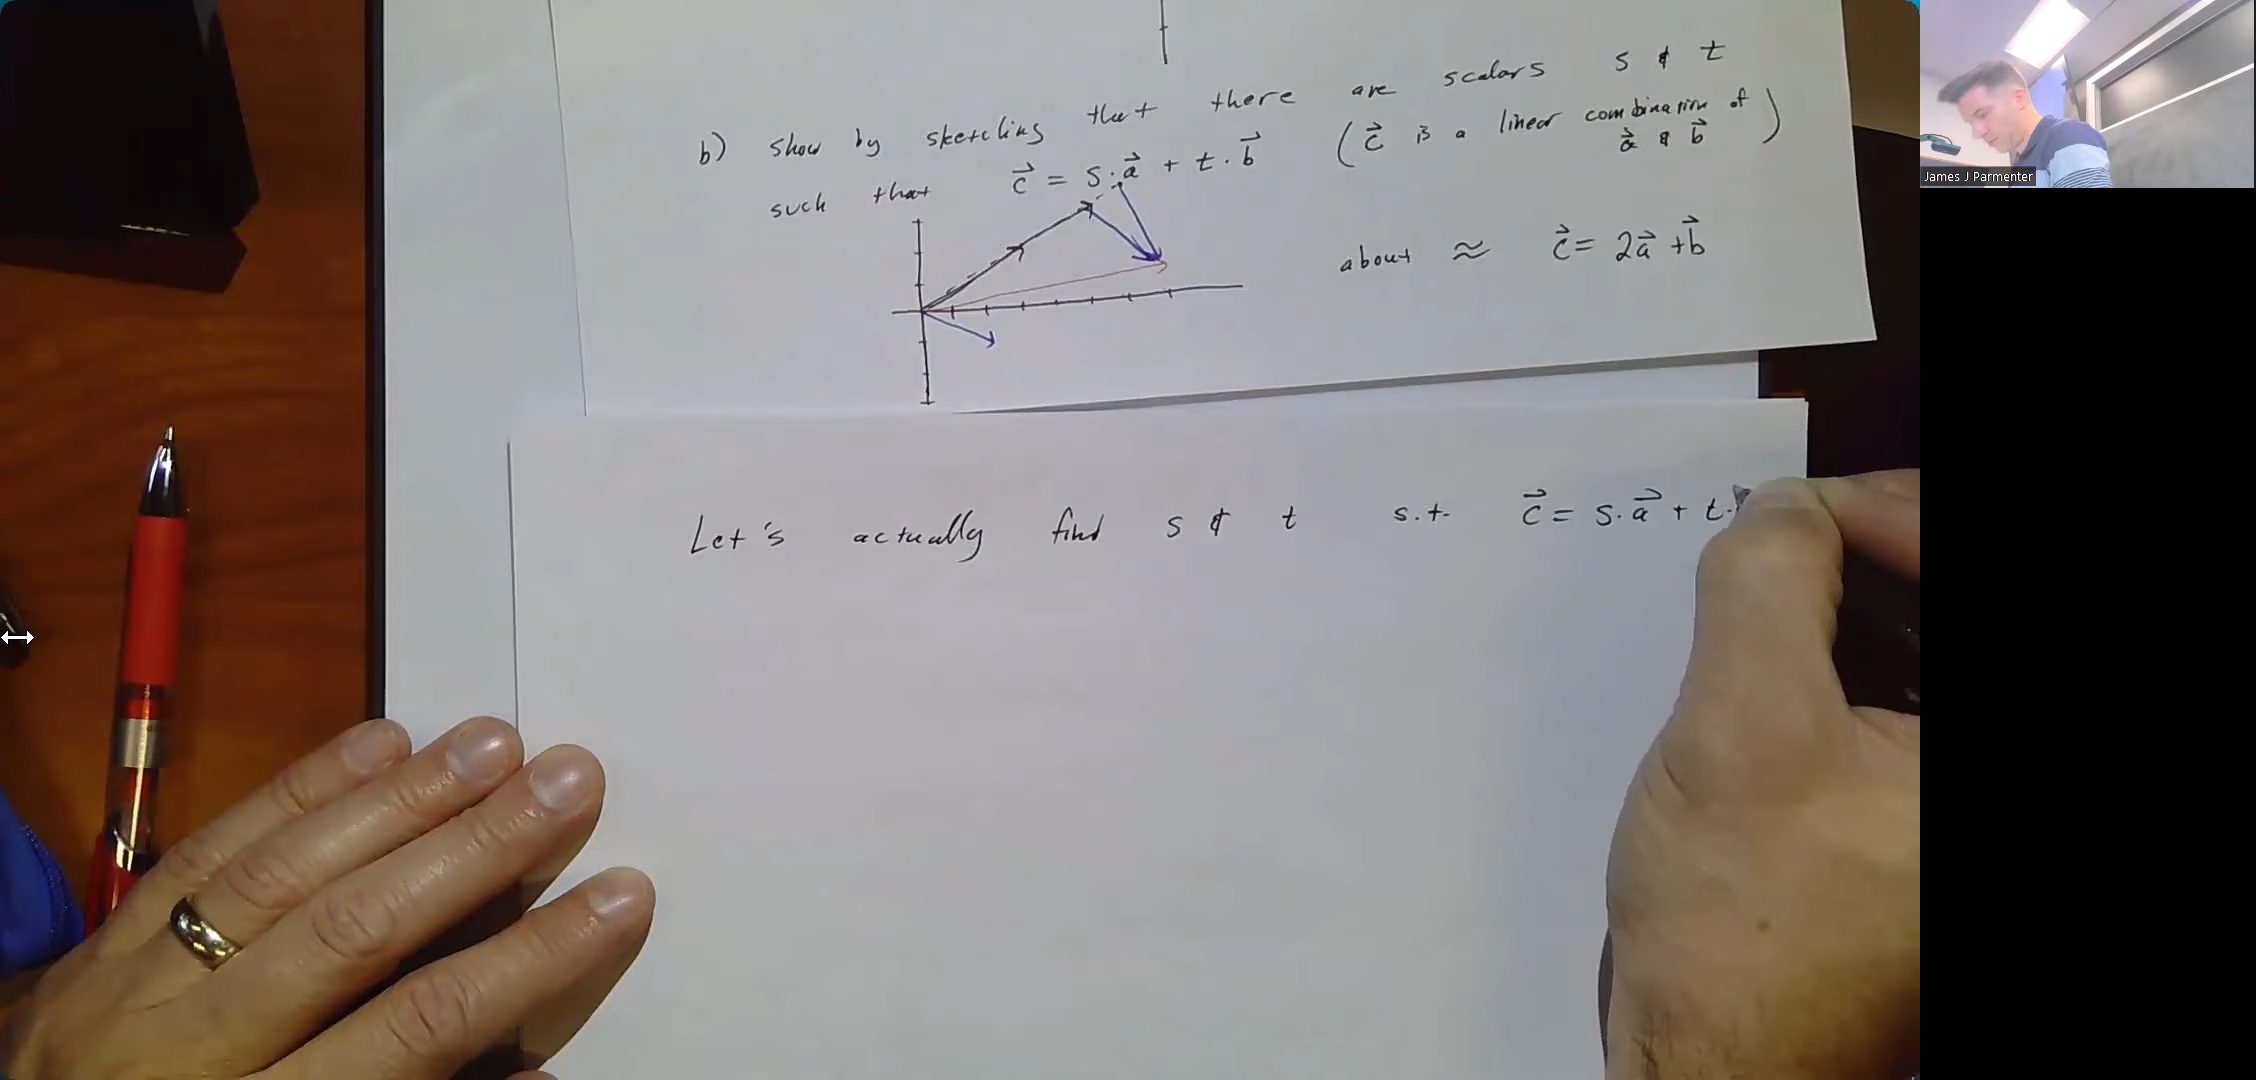 b) show by sketching that there are scalars s & t
such that c⃗ = s·a⃗ + t·b⃗ (c⃗ is a linear combination of a⃗ & b⃗)
about ≈ c⃗ = 2a⃗ + b⃗
Let's actually find s & t s.t. c⃗ = s·a⃗ + t·
James J Parmenter